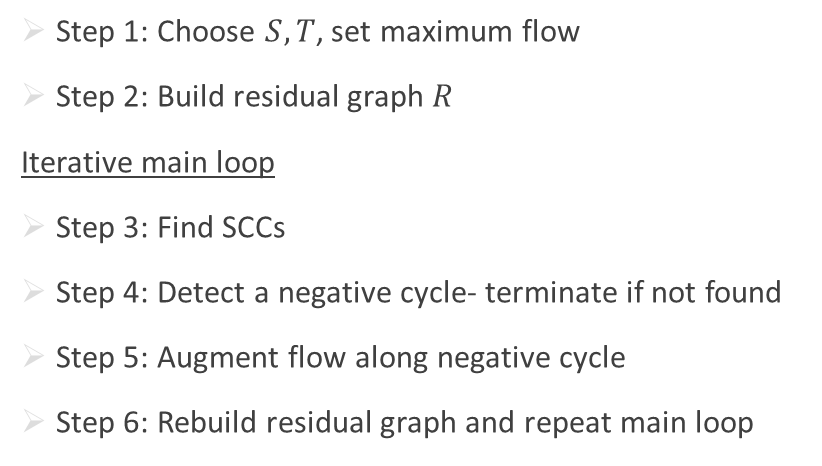 Step 1: Choose S, T, set maximum flow
Step 2: Build residual graph R
Iterative main loop
Step 3: Find SCCs
Step 4: Detect a negative cycle- terminate if not found
Step 5: Augment flow along negative cycle
Step 6: Rebuild residual graph and repeat main loop